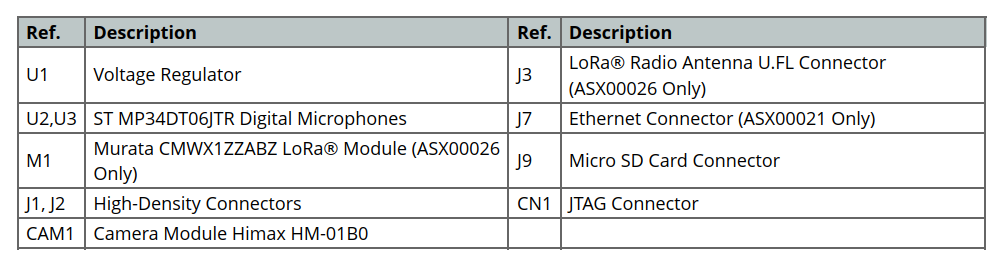 Ref. Description Ref. Description
U1 Voltage Regulator J3 LoRa® Radio Antenna U.FL Connector
(ASX00026 Only)
U2,U3 ST MP34DT06JTR Digital Microphones J7 Ethernet Connector (ASX00021 Only)
M1 Murata CMWX1ZZABZ LoRa® Module (ASX00026
Only) J9 Micro SD Card Connector
J1, J2 High-Density Connectors CN1 JTAG Connector
CAM1 Camera Module Himax HM-01B0